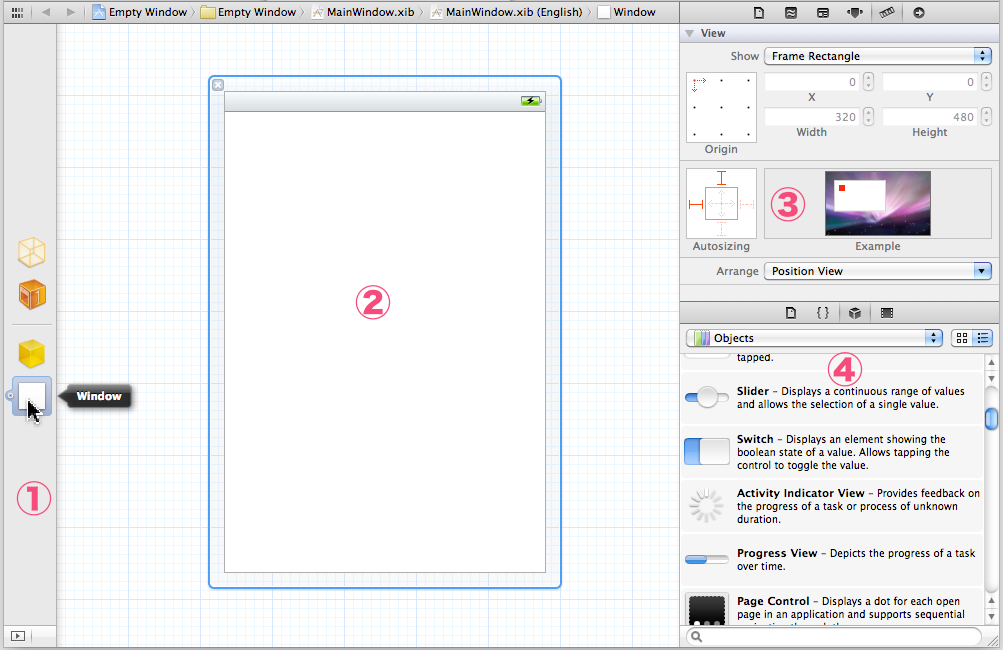 Empty Window
Empty Window
MainWindow.xib
MainWindow.xib (English)
Window
View
Show
Frame Rectangle
0
0
X
Y
320
480
Width
Height
Origin
Autosizing
③
Example
Arrange
Position View
②
{ }
Objects
④
tapped.
Slider – Displays a continuous range of values
and allows the selection of a single value.
Switch – Displays an element showing the
boolean state of a value. Allows tapping the
control to toggle the value.
Activity Indicator View – Provides feedback on
the progress of a task or process of unknown
duration.
Progress View – Depicts the progress of a task
over time.
Page Control – Displays a dot for each open
page in an application and supports sequential
Window
①